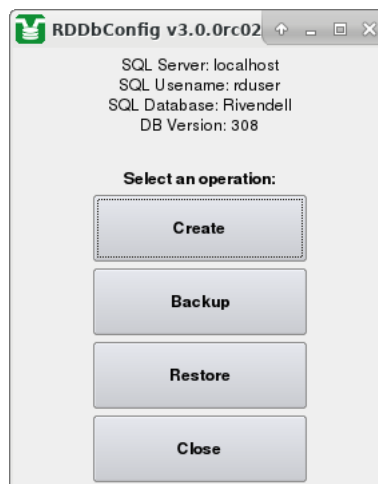 RDDbConfig v3.0.0rc02
SQL Server: localhost
SQL Usename: rduser
SQL Database: Rivendell
DB Version: 308
Select an operation:
Create
Backup
Restore
Close